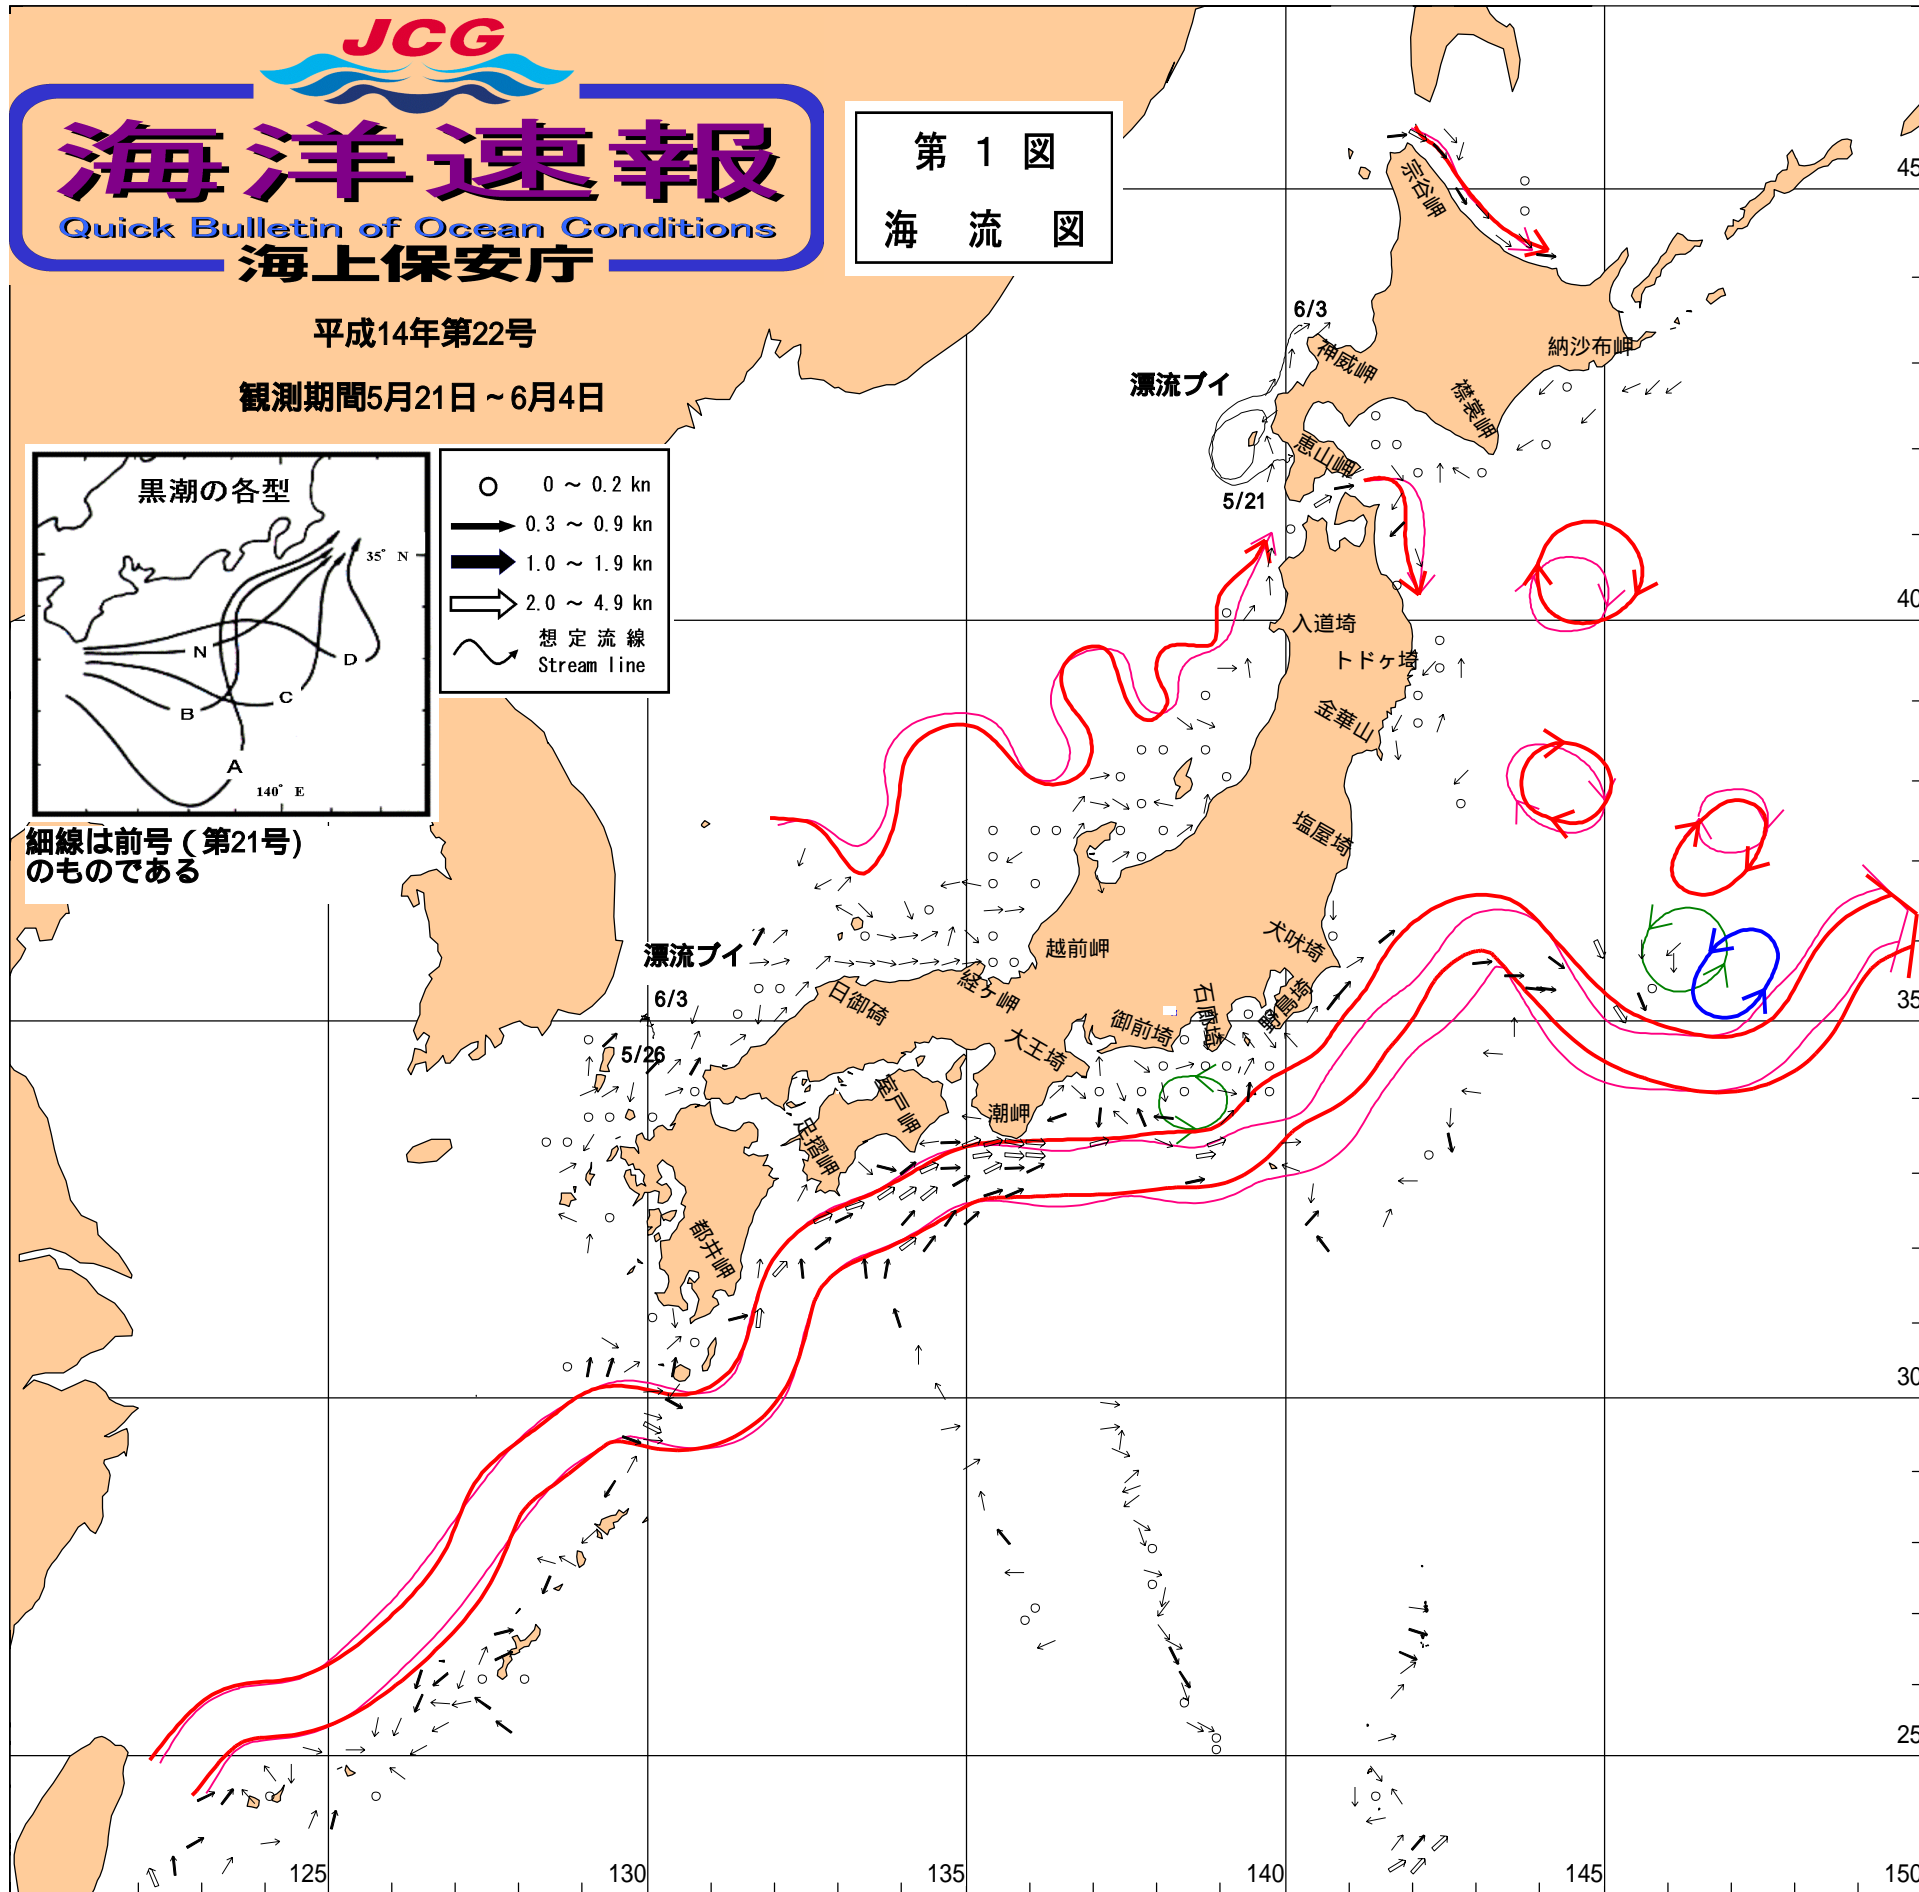 JCG
海洋速報
Quick Bulletin of Ocean Conditions
海上保安庁
平成14年第22号
観測期間5月21日~6月4日
第 1 図
海 流 図
黒潮の各型
35° N
N
D
C
B
A
140° E
0 ~ 0.2 kn
0.3 ~ 0.9 kn
1.0 ~ 1.9 kn
2.0 ~ 4.9 kn
想 定 流 線
Stream line
細線は前号(第21号)
のものである
宗谷岬
45
6/3
神威岬
納沙布岬
漂流ブイ
襟裳岬
恵山岬
5/21
40
入道埼
トドヶ埼
金華山
塩屋埼
犬吠埼
越前岬
漂流ブイ
経ヶ岬
日御碕
6/3
石廊埼
野島埼
35
御前埼
大王埼
5/26
室戸岬
潮岬
足摺岬
都井岬
30
25
125
130
135
140
145
150